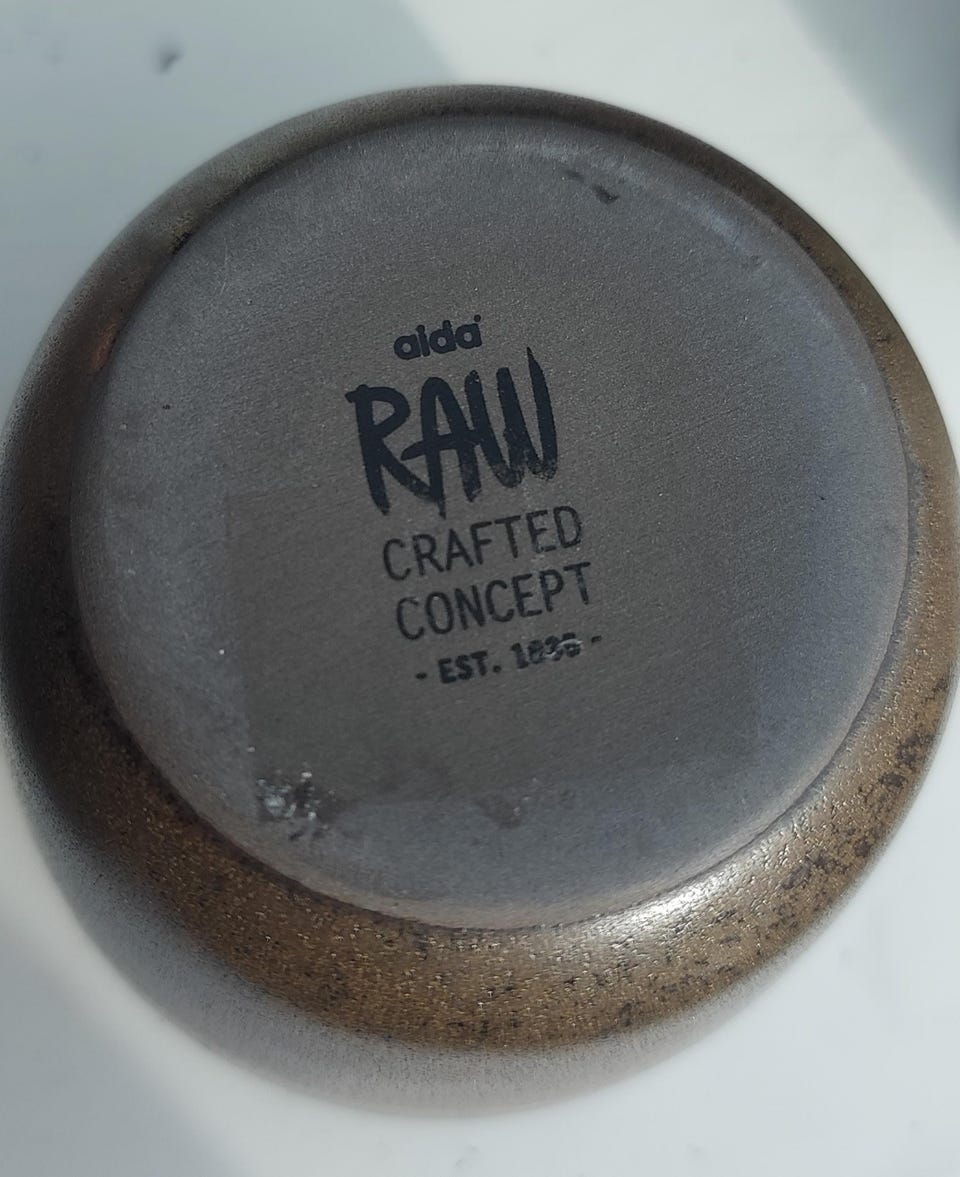 aida
RAW
CRAFTED
CONCEPT
- EST.